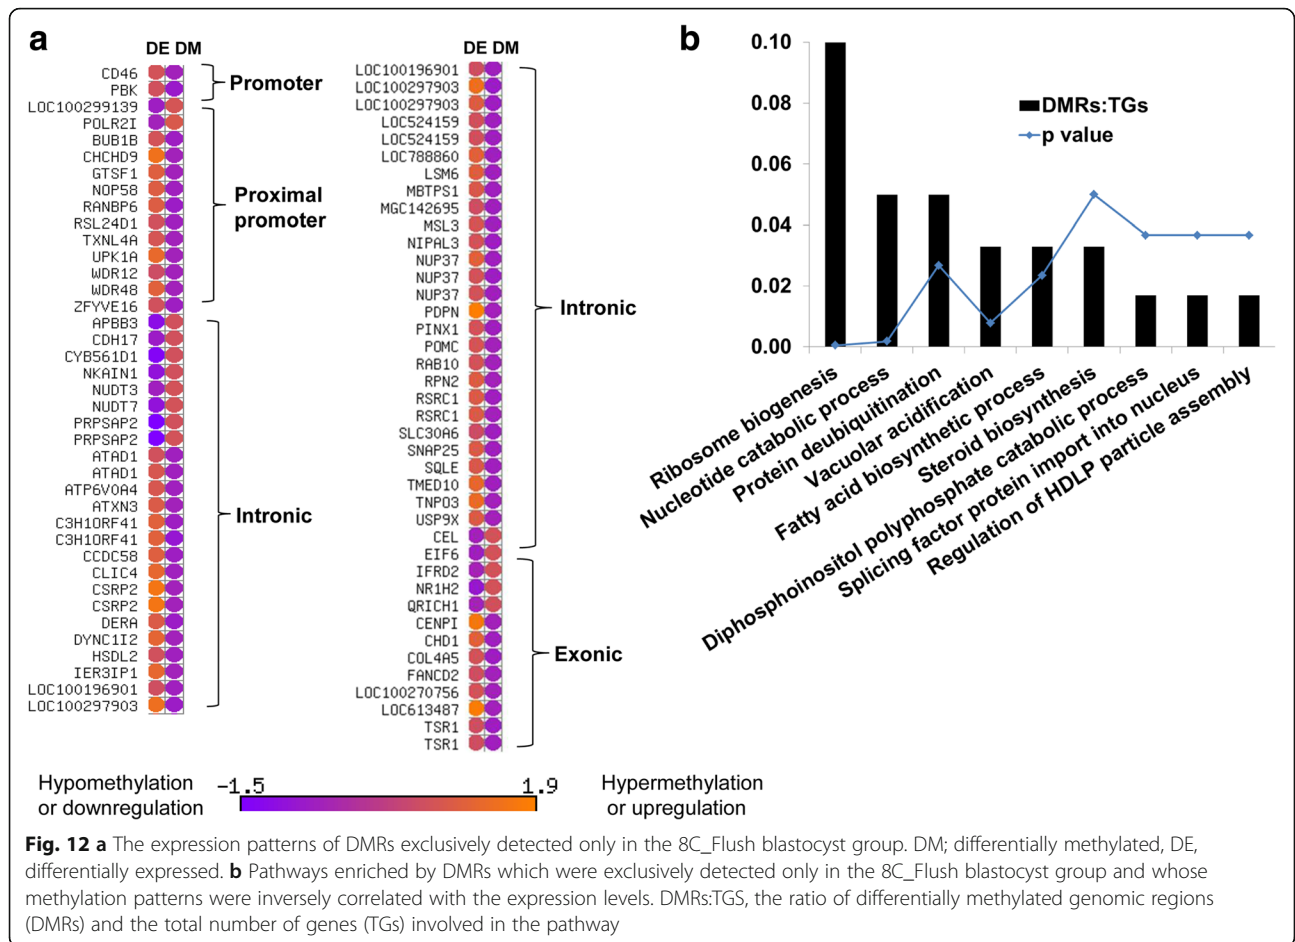 a
DE DM
CD46
PBK
LOC100299139
POLR2I
BUB1B
CHCHD9
GTSF1
NOP58
RANBP6
RSL24D1
TXNL4A
UPK1A
WDR12
WDR48
ZFYVE16
APBB3
CDH17
CYB561D1
NKAIN1
NUDT3
NUDT7
PRPSAP2
PRPSAP2
ATAD1
ATAD1
ATP6V0A4
ATXN3
C3H1ORF41
C3H1ORF41
CCDC58
CLIC4
CSRP2
CSRP2
DERA
DYNC1I2
HSDL2
IER3IP1
LOC100196901
LOC100297903
Promoter
Proximal
promoter
Intronic
DE DM
LOC100196901
LOC100297903
LOC100297903
LOC524159
LOC524159
LOC788860
LSM6
MBTPS1
MGC142695
MSL3
NIPAL3
NUP37
NUP37
NUP37
PDPN
PINX1
POMC
RAB10
RPN2
RSRC1
RSRC1
SLC30A6
SNAP25
SQLE
TMED10
TNPO3
USP9X
CEL
EIF6
IFRD2
NR1H2
QRICH1
CENPI
CHD1
COL4A5
FANCD2
LOC100270756
LOC613487
TSR1
TSR1
Intronic
Exonic
Hypomethylation
or downregulation
-1.5
1.9
Hypermethylation
or upregulation
b
0.10
0.08
0.06
0.04
0.02
0.00
DMRs:TGs
p value
Ribosome biogenesis
Nucleotide catabolic process
Protein deubiquitination
Vacuolar acidification
Fatty acid biosynthetic process
Steroid biosynthesis
Diphosphoinositol polyphosphate catabolic process
Splicing factor protein import into nucleus
Regulation of HDLP particle assembly
Fig. 12 a The expression patterns of DMRs exclusively detected only in the 8C_Flush blastocyst group. DM; differentially methylated, DE,
differentially expressed. b Pathways enriched by DMRs which were exclusively detected only in the 8C_Flush blastocyst group and whose
methylation patterns were inversely correlated with the expression levels. DMRs:TGS, the ratio of differentially methylated genomic regions
(DMRs) and the total number of genes (TGs) involved in the pathway